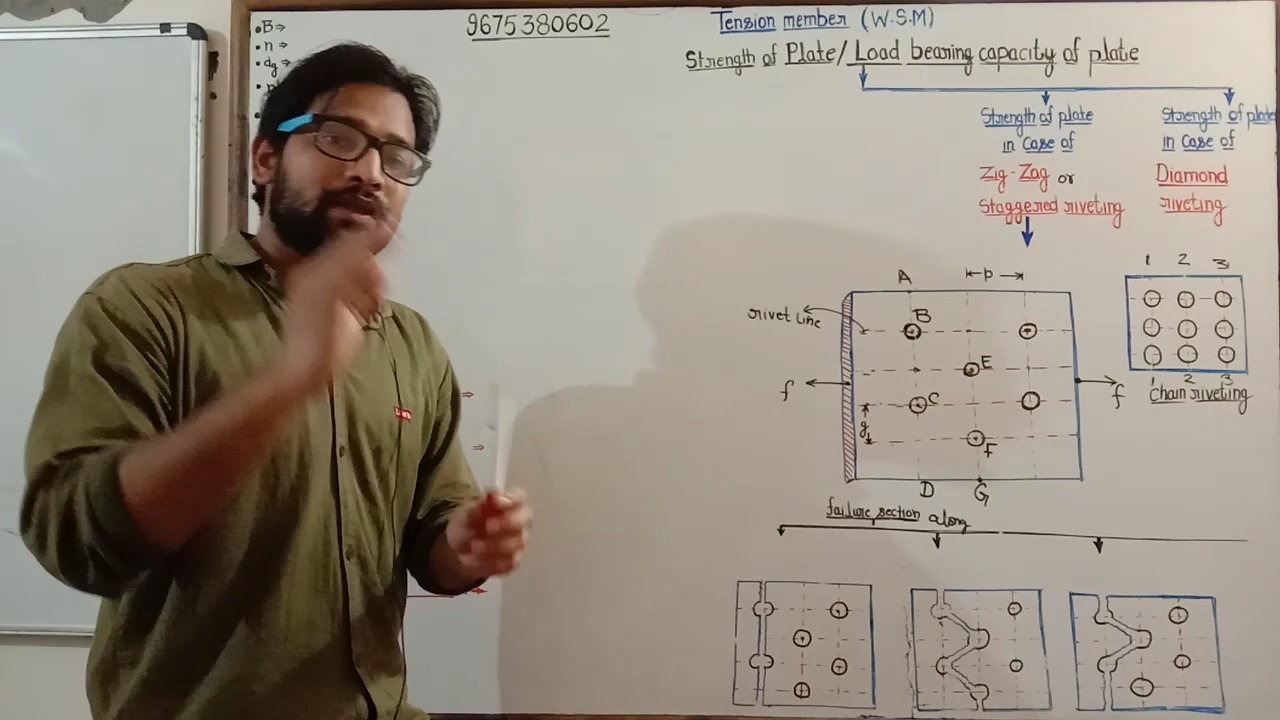 9675380602
Tension member (W.S.M)
Strength of Plate/Load bearing capacity of plate
•B⇒
•n⇒
•dg⇒
Strength of plate
in Case of
Zig-Zag or
Staggered riveting
Strength of plate
in Case of
Diamond
riveting
1 2 3
1 2 3
chain riveting
A
p
rivet line
B
E
f
C
f
g
F
D
G
failure section along